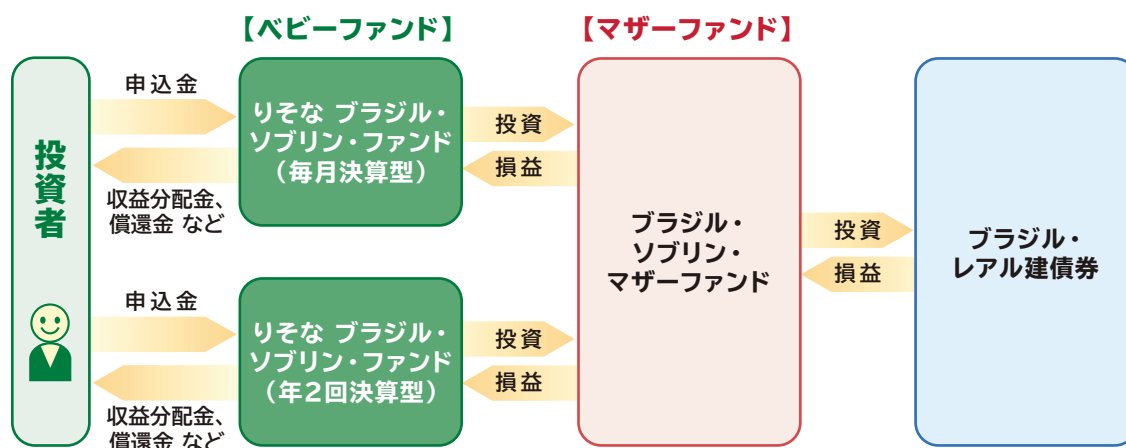 【ベビーファンド】
【マザーファンド】
投資者
申込金
収益分配金、
償還金 など
りそな ブラジル・
ソブリン・ファンド
（毎月決算型）
投資
損益
申込金
収益分配金、
償還金 など
りそな ブラジル・
ソブリン・ファンド
（年2回決算型）
投資
損益
ブラジル・
ソブリン・
マザーファンド
投資
損益
ブラジル・
レアル建債券